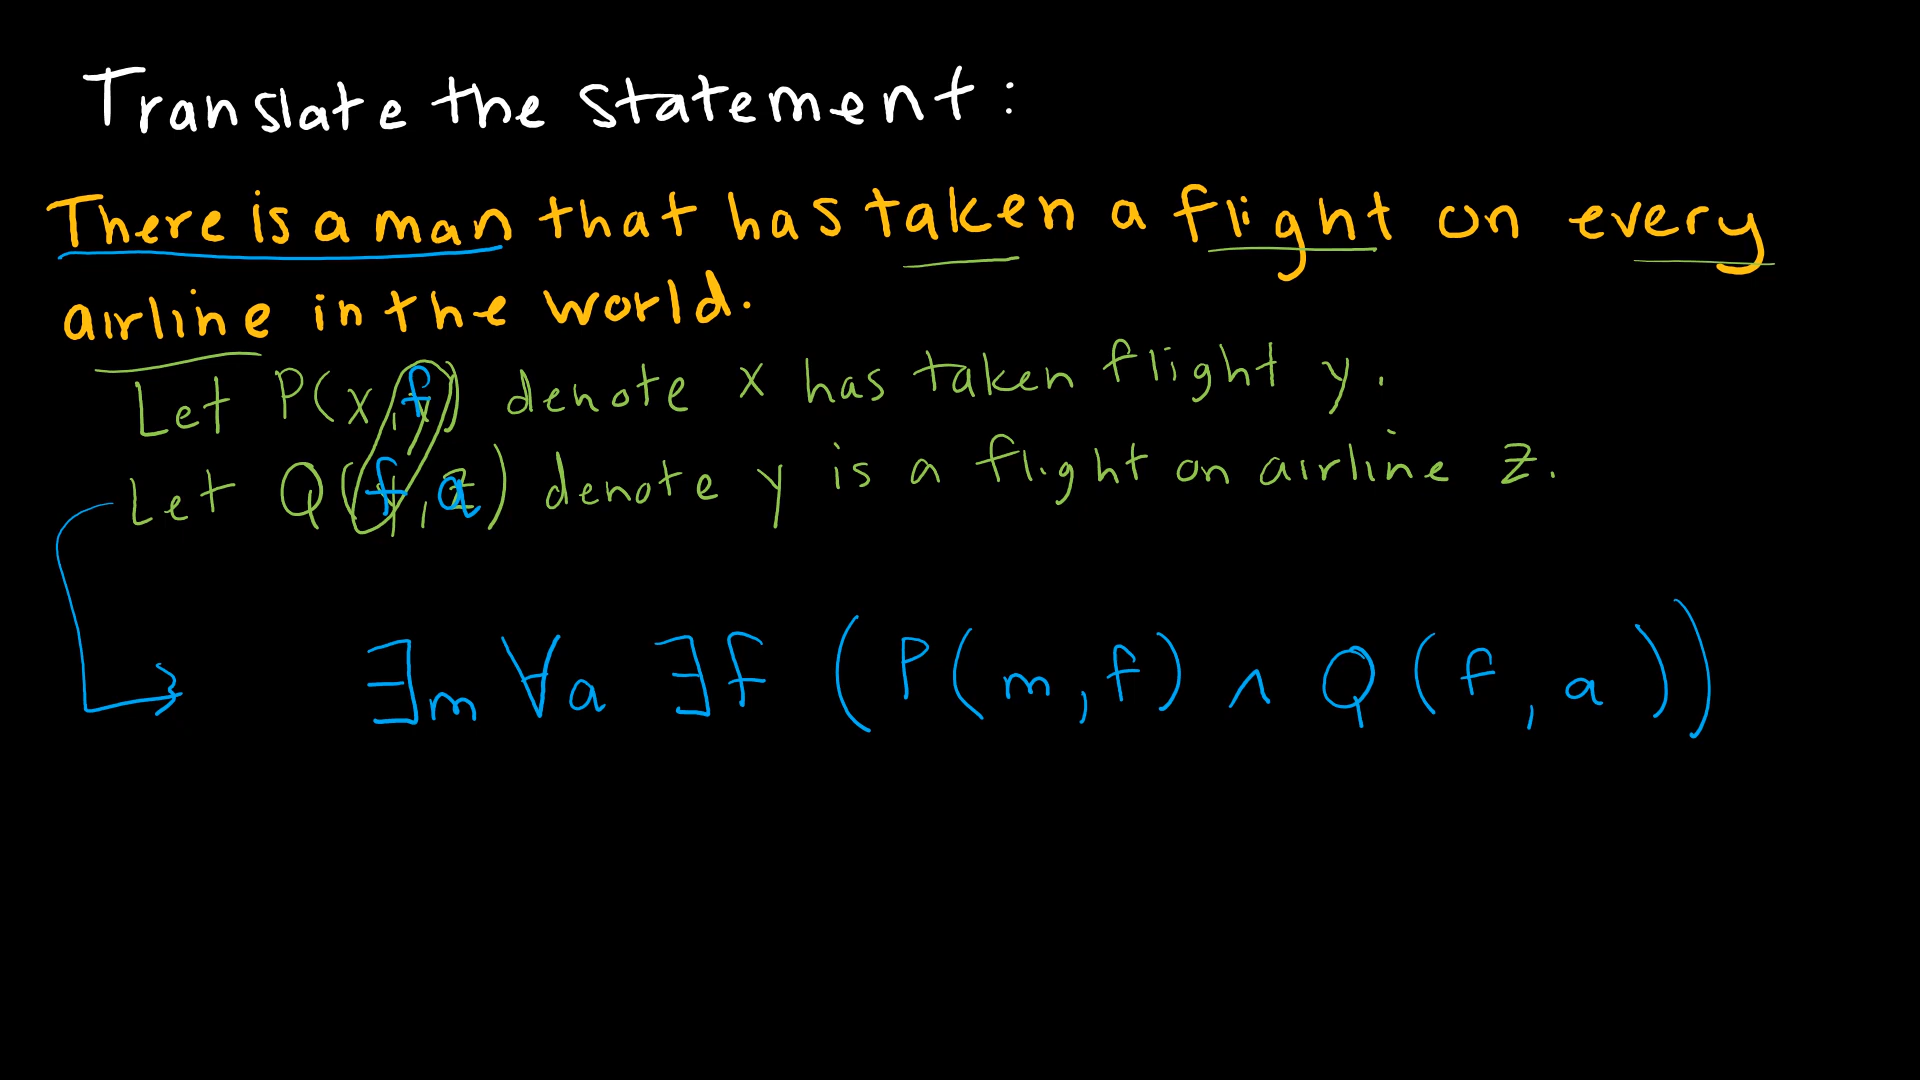 Translate the statement:
There is a man that has taken a flight on every
airline in the world.
Let P(x, f) denote x has taken flight y.
Let Q(f, a) denote y is a flight on airline z.
∃m ∀a ∃f (P(m, f) ∧ Q(f, a))